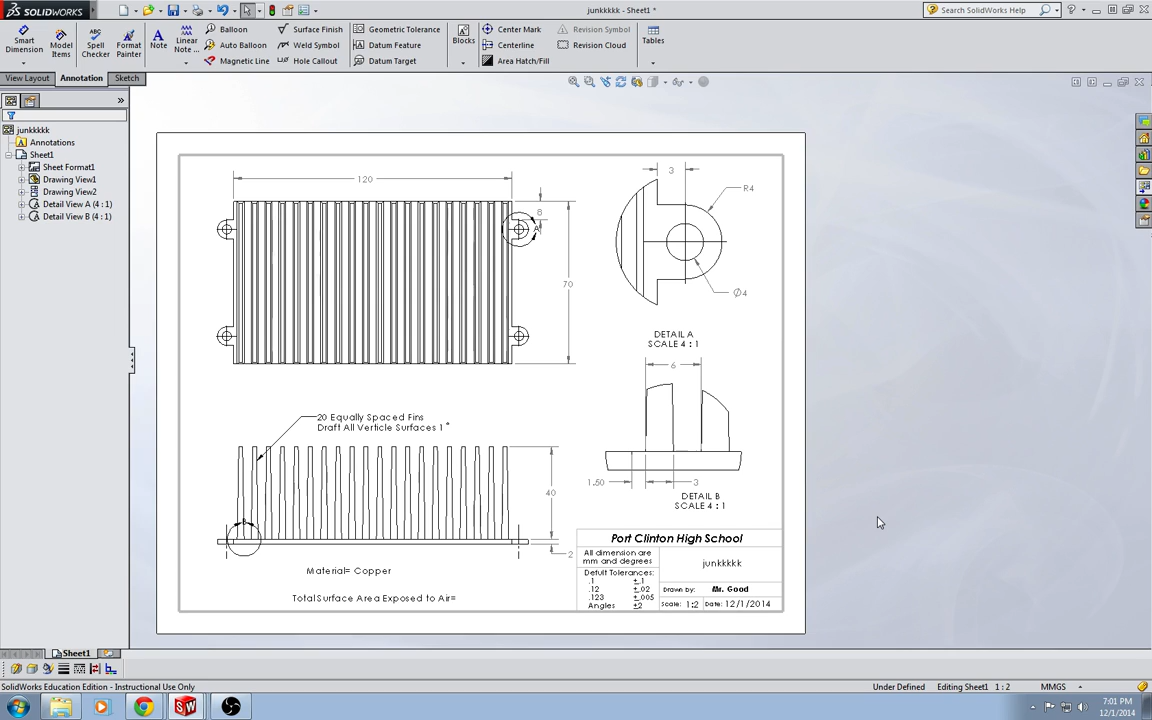 SOLIDWORKS
junkkkkk - Sheet1 *
Search SolidWorks Help
Smart Dimension
Model Items
Spell Checker
Format Painter
Note
Linear Note ...
Balloon
Auto Balloon
Magnetic Line
Surface Finish
Weld Symbol
Hole Callout
Geometric Tolerance
Datum Feature
Datum Target
Blocks
Center Mark
Centerline
Area Hatch/Fill
Revision Symbol
Revision Cloud
Tables
View Layout
Annotation
Sketch
junkkkkk
Annotations
Sheet1
Sheet Format1
Drawing View1
Drawing View2
Detail View A (4 : 1)
Detail View B (4 : 1)
120
8
A
70
3
R4
Ø4
DETAIL A
SCALE 4 : 1
6
1.50
3
DETAIL B
SCALE 4 : 1
20 Equally Spaced Fins
Draft All Verticle Surfaces 1°
40
2
B
Material= Copper
Total Surface Area Exposed to Air=
Port Clinton High School
All dimension are
mm and degrees
junkkkkk
Defult Tolerances:
.1 ±.1
.12 ±.02
.123 ±.005
Angles ±2
Drawn by: Mr. Good
Scale: 1:2 Date: 12/1/2014
Sheet1
SolidWorks Education Edition - Instructional Use Only
Under Defined
Editing Sheet1
1 : 2
MMGS
7:01 PM
12/1/2014